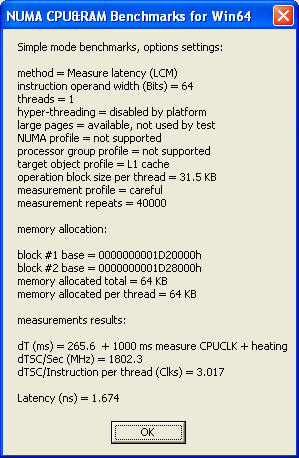 NUMA CPU&RAM Benchmarks for Win64
Simple mode benchmarks, options settings:
method = Measure latency (LCM)
instruction operand width (Bits) = 64
threads = 1
hyper-threading = disabled by platform
large pages = available, not used by test
NUMA profile = not supported
processor group profile = not supported
target object profile = L1 cache
operation block size per thread = 31.5 KB
measurement profile = careful
measurement repeats = 40000
memory allocation:
block #1 base = 0000000001D20000h
block #2 base = 0000000001D28000h
memory allocated total = 64 KB
memory allocated per thread = 64 KB
measurements results:
dT (ms) = 265.6  + 1000 ms measure CPUCLK + heating
dTSC/Sec (MHz) = 1802.3
dTSC/Instruction per thread (Clks) = 3.017
Latency (ns) = 1.674
OK